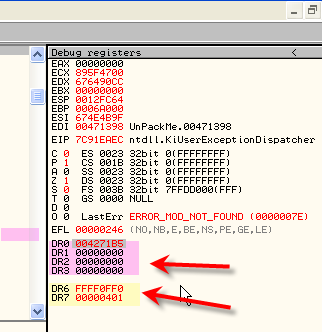 Debug registers <
EAX 00000000
ECX 895F4700
EDX 676490CC
EBX 00000000
ESP 0012FC64
EBP 0006A000
ESI 674E4B9F
EDI 00471398 UnPackMe.00471398
EIP 7C91EAEC ntdll.KiUserExceptionDispatcher
C 0 ES 0023 32bit 0(FFFFFFFF)
P 1 CS 001B 32bit 0(FFFFFFFF)
A 0 SS 0023 32bit 0(FFFFFFFF)
Z 1 DS 0023 32bit 0(FFFFFFFF)
S 0 FS 003B 32bit 7FFDD000(FFF)
T 0 GS 0000 NULL
D 0
O 0 LastErr ERROR_MOD_NOT_FOUND (0000007E)
EFL 00000246 (NO,NB,E,BE,NS,PE,GE,LE)
DR0 004271B5
DR1 00000000
DR2 00000000
DR3 00000000
DR6 FFFF0FF0
DR7 00000401